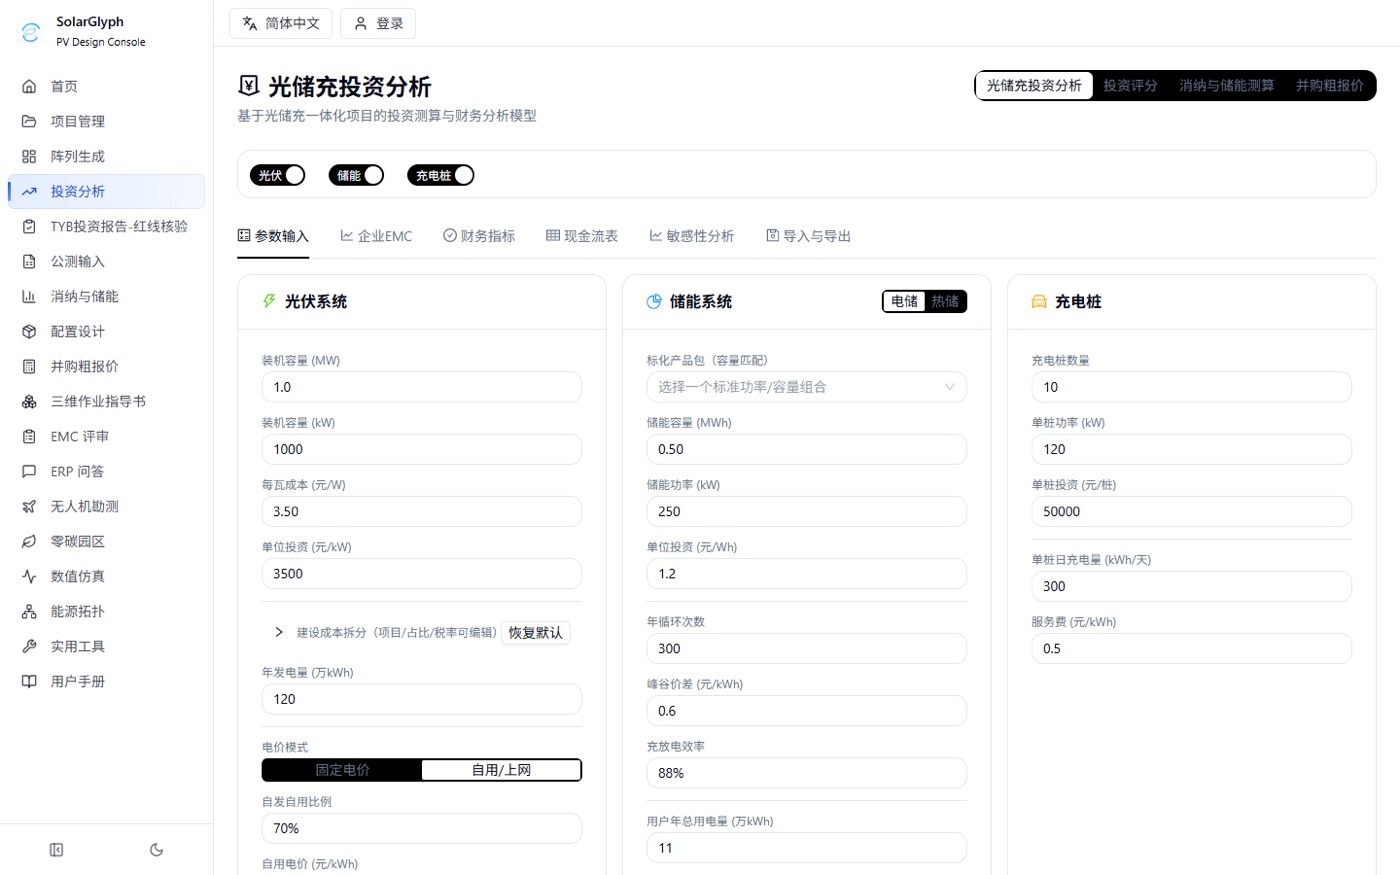 SolarGlyph
PV Design Console
首页
项目管理
阵列生成
投资分析
TYB投资报告-红线核验
公测输入
消纳与储能
配置设计
并购粗报价
三维作业指导书
EMC 评审
ERP 问答
无人机勘测
零碳园区
数值仿真
能源拓扑
实用工具
用户手册
简体中文
登录
光储充投资分析
基于光储充一体化项目的投资测算与财务分析模型
光储充投资分析
投资评分
消纳与储能测算
并购粗报价
光伏
储能
充电桩
参数输入
企业EMC
财务指标
现金流表
敏感性分析
导入与导出
光伏系统
装机容量 (MW)
1.0
装机容量 (kW)
1000
每瓦成本 (元/W)
3.50
单位投资 (元/kW)
3500
建设成本拆分（项目/占比/税率可编辑）
恢复默认
年发电量 (万kWh)
120
电价模式
固定电价
自用/上网
自发自用比例
70%
自用电价 (元/kWh)
储能系统
电储
热储
标化产品包（容量匹配）
选择一个标准功率/容量组合
储能容量 (MWh)
0.50
储能功率 (kW)
250
单位投资 (元/Wh)
1.2
年循环次数
300
峰谷价差 (元/kWh)
0.6
充放电效率
88%
用户年总用电量 (万kWh)
11
充电桩
充电桩数量
10
单桩功率 (kW)
120
单桩投资 (元/桩)
50000
单桩日充电量 (kWh/天)
300
服务费 (元/kWh)
0.5